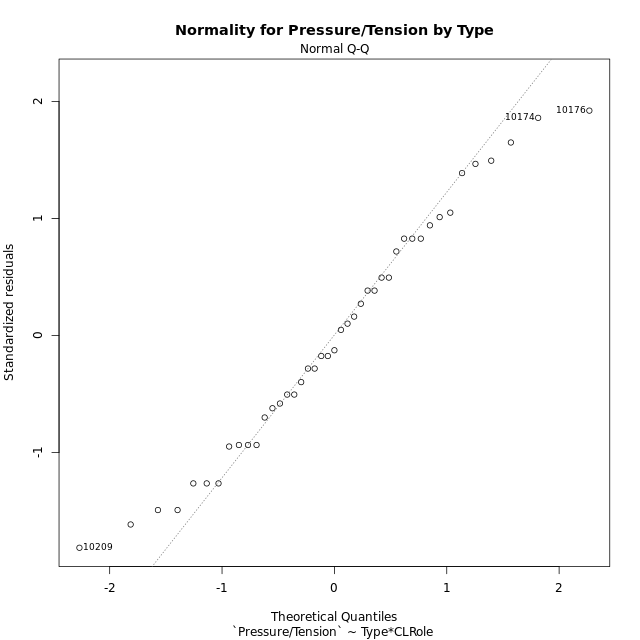 Normality for Pressure/Tension by Type
Normal Q-Q
2
1
0
-1
Standardized residuals
10174
10176
10209
-2
-1
0
1
2
Theoretical Quantiles
`Pressure/Tension` ~ Type*CLRole